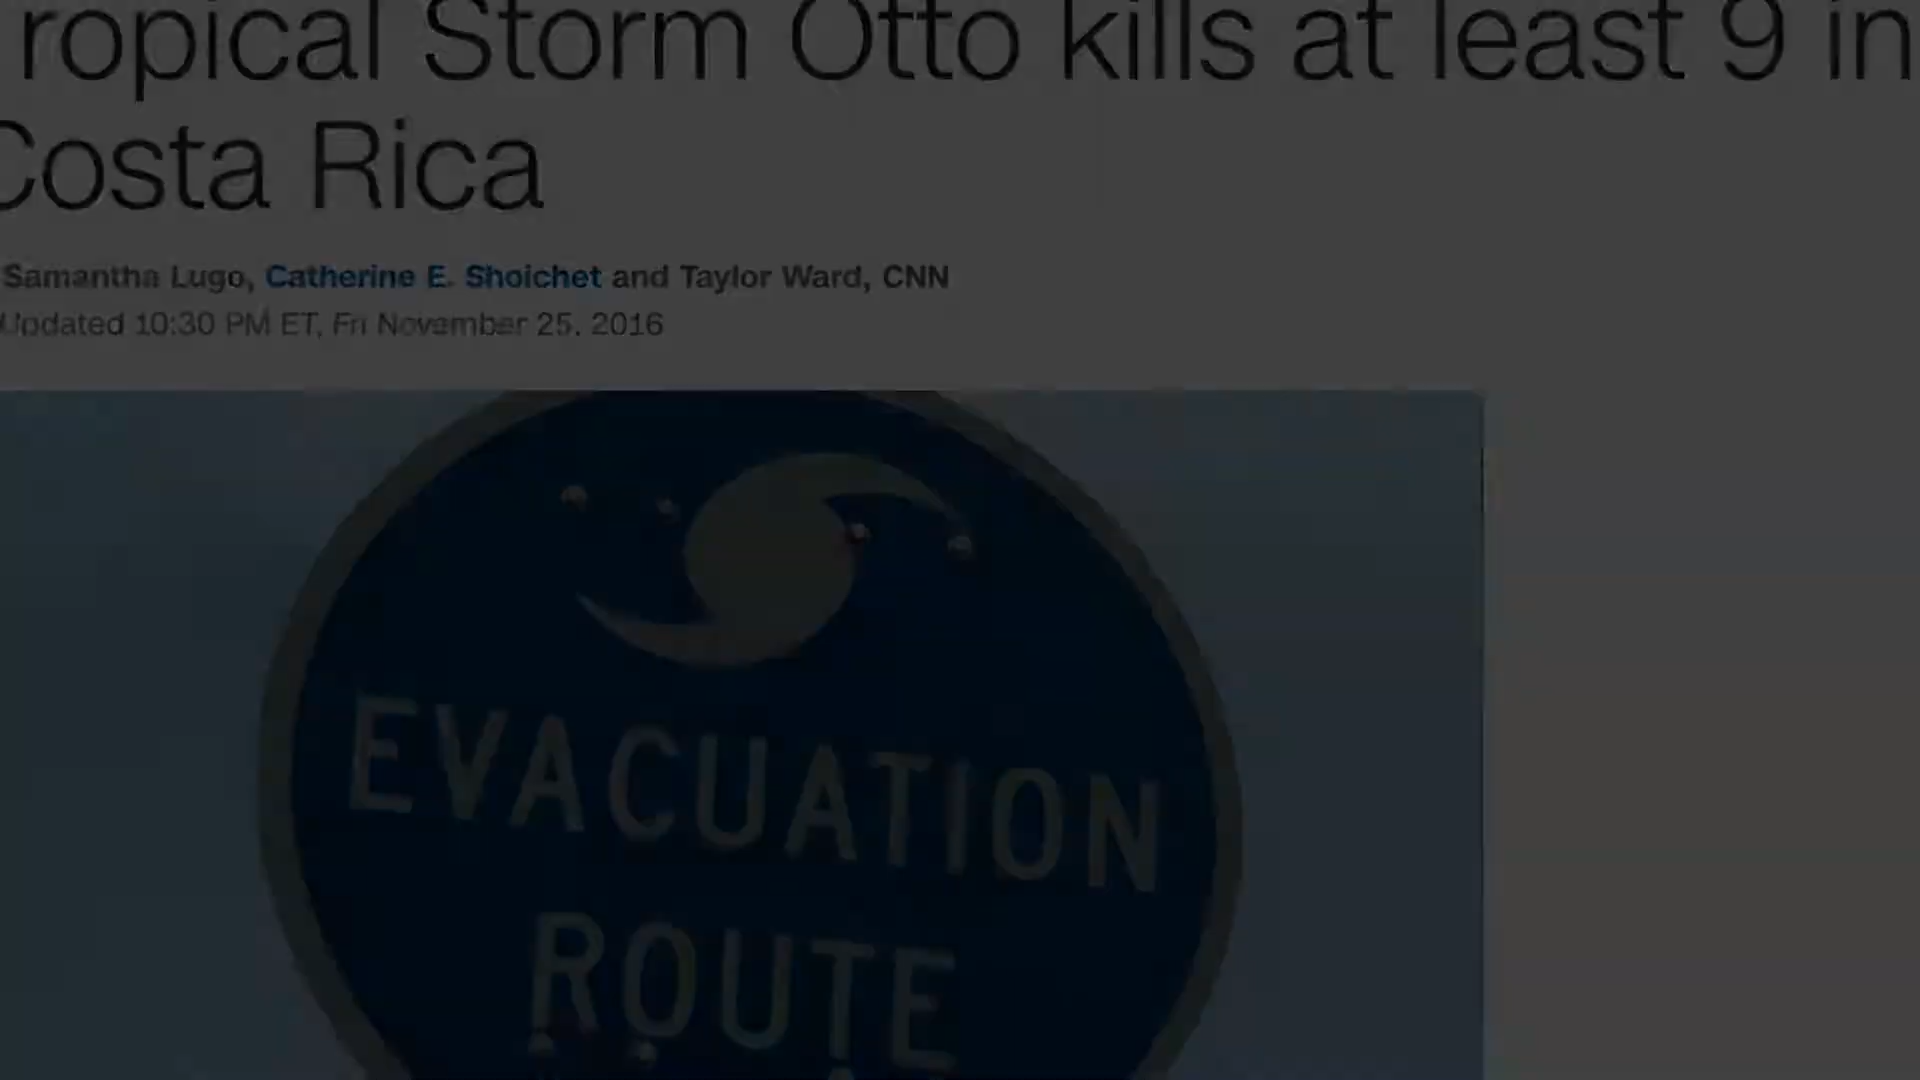 ropical Storm Otto kills at least 9 in
Costa Rica
Samantha Lugo, Catherine E. Shoichet and Taylor Ward, CNN
Updated 10:30 PM ET, Fri November 25, 2016
EVACUATION
ROUTE